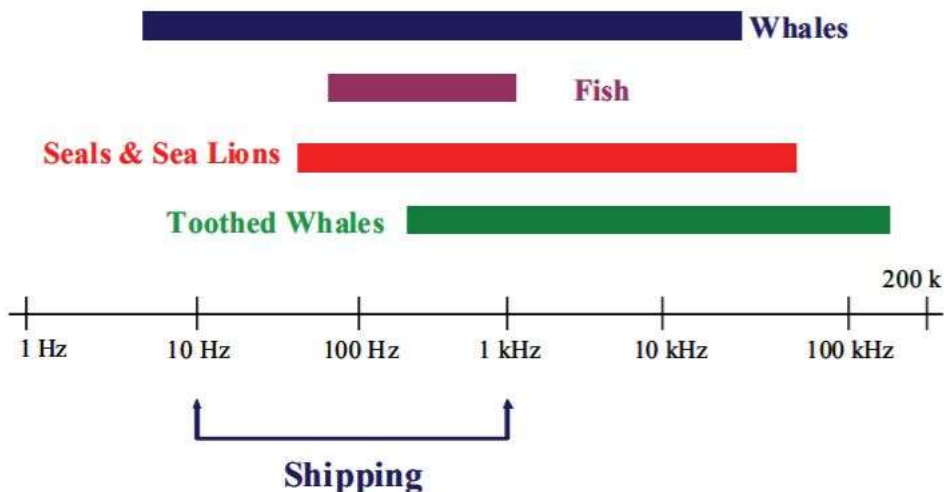 Whales
Fish
Seals & Sea Lions
Toothed Whales
200 k
1 Hz 10 Hz 100 Hz 1 kHz 10 kHz 100 kHz
Shipping